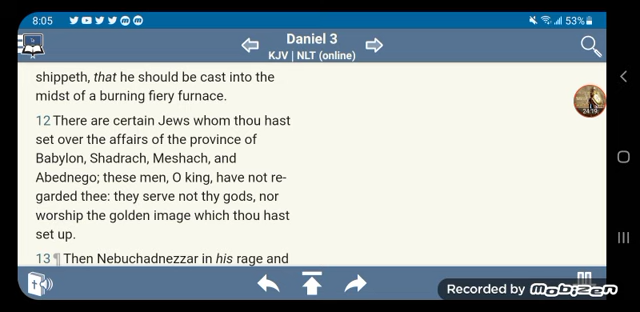 8:05
53%
Daniel 3
KJV | NLT (online)
shippeth, that he should be cast into the
midst of a burning fiery furnace.
12 There are certain Jews whom thou hast
set over the affairs of the province of
Babylon, Shadrach, Meshach, and
Abednego; these men, O king, have not re-
garded thee: they serve not thy gods, nor
worship the golden image which thou hast
set up.
13 ¶ Then Nebuchadnezzar in his rage and
Recorded by Mobizen